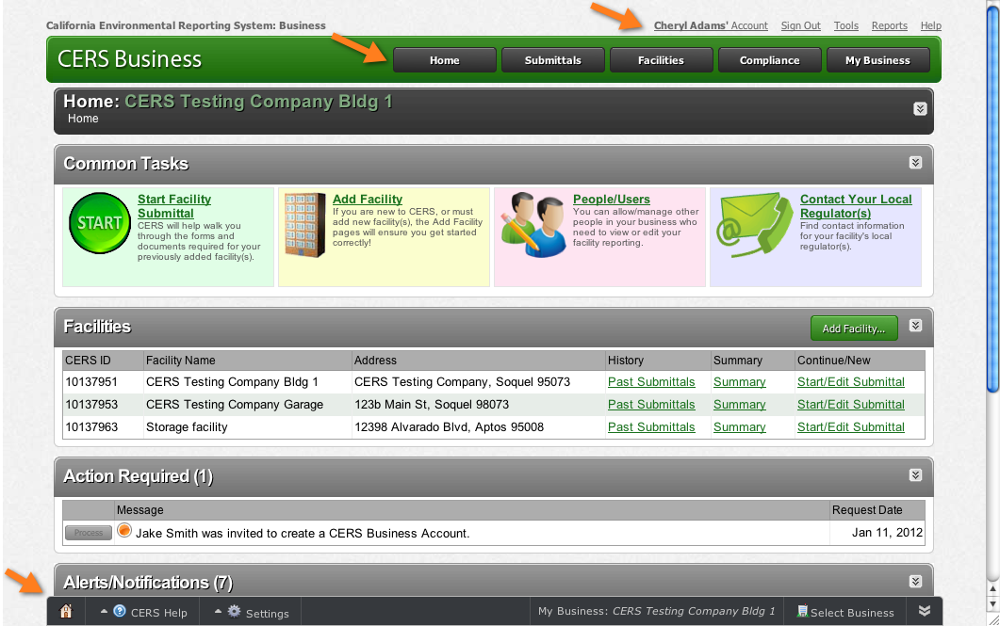 California Environmental Reporting System: Business
Cheryl Adams' Account Sign Out Tools Reports Help
CERS Business
Home Submittals Facilities Compliance My Business
Home: CERS Testing Company Bldg 1
Home
Common Tasks
START
Start Facility
Submittal
CERS will help walk you
through the forms and
documents required for your
previously added facility(s).
Add Facility
If you are new to CERS, or must
add new facility(s), the Add Facility
pages will ensure you get started
correctly!
People/Users
You can allow/manage other
people in your business who
need to view or edit your
facility reporting.
@
Contact Your Local
Regulator(s)
Find contact infomation
for your facility's local
regulator(s).
Facilities
Add Facility...
CERS ID Facility Name Address History Summary Continue/New
10137951 CERS Testing Company Bldg 1 CERS Testing Company, Soquel 95073 Past Submittals Summary Start/Edit Submittal
10137953 CERS Testing Company Garage 123b Main St, Soquel 98073 Past Submittals Summary Start/Edit Submittal
10137963 Storage facility 12398 Alvarado Blvd, Aptos 95008 Past Submittals Summary Start/Edit Submittal
Action Required (1)
Message Request Date
Process Jake Smith was invited to create a CERS Business Account. Jan 11, 2012
Alerts/Notifications (7)
? CERS Help Settings My Business: CERS Testing Company Bldg 1 Select Business